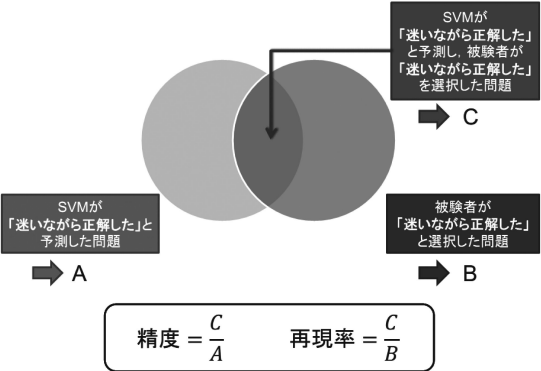 SVMが
「迷いながら正解した」
と予測し，被験者が
「迷いながら正解した」
を選択した問題
C
SVMが
「迷いながら正解した」と
予測した問題
A
被験者が
「迷いながら正解した」
と選択した問題
B
精度 = C/A
再現率 = C/B